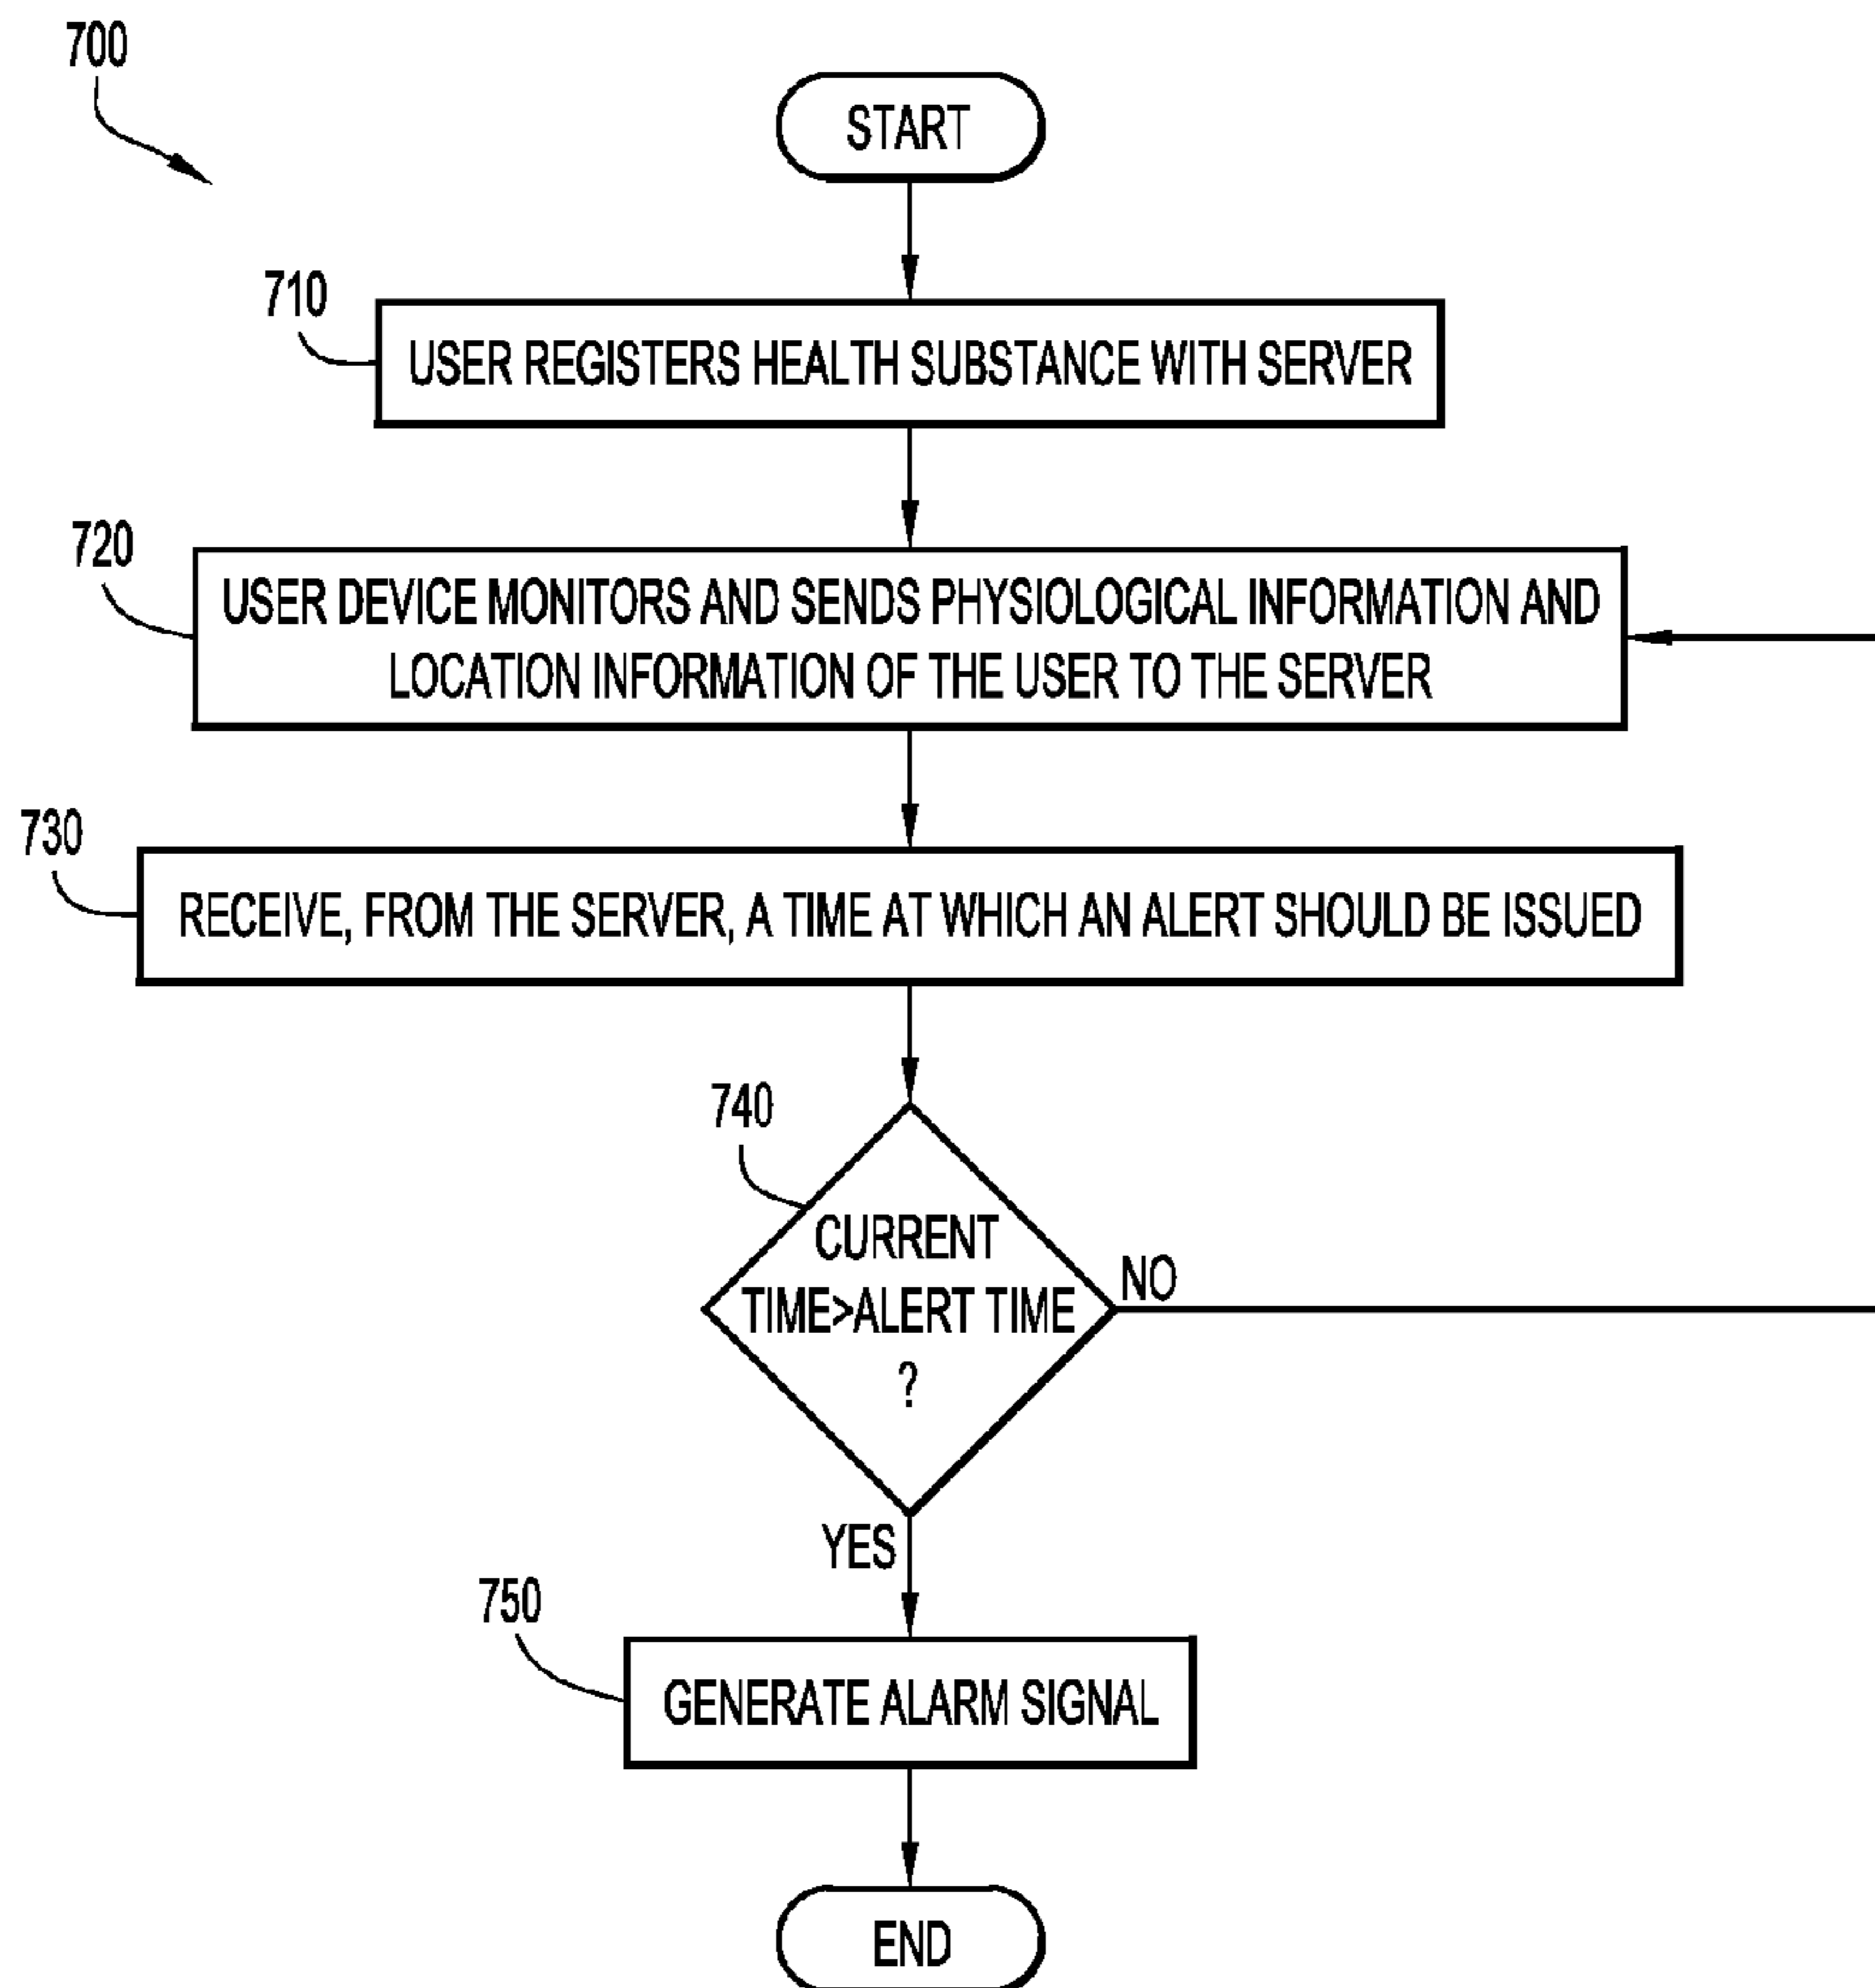 700
START
710
USER REGISTERS HEALTH SUBSTANCE WITH SERVER
720
USER DEVICE MONITORS AND SENDS PHYSIOLOGICAL INFORMATION AND
LOCATION INFORMATION OF THE USER TO THE SERVER
730
RECEIVE, FROM THE SERVER, A TIME AT WHICH AN ALERT SHOULD BE ISSUED
740
CURRENT
TIME>ALERT TIME
?
NO
YES
750
GENERATE ALARM SIGNAL
END